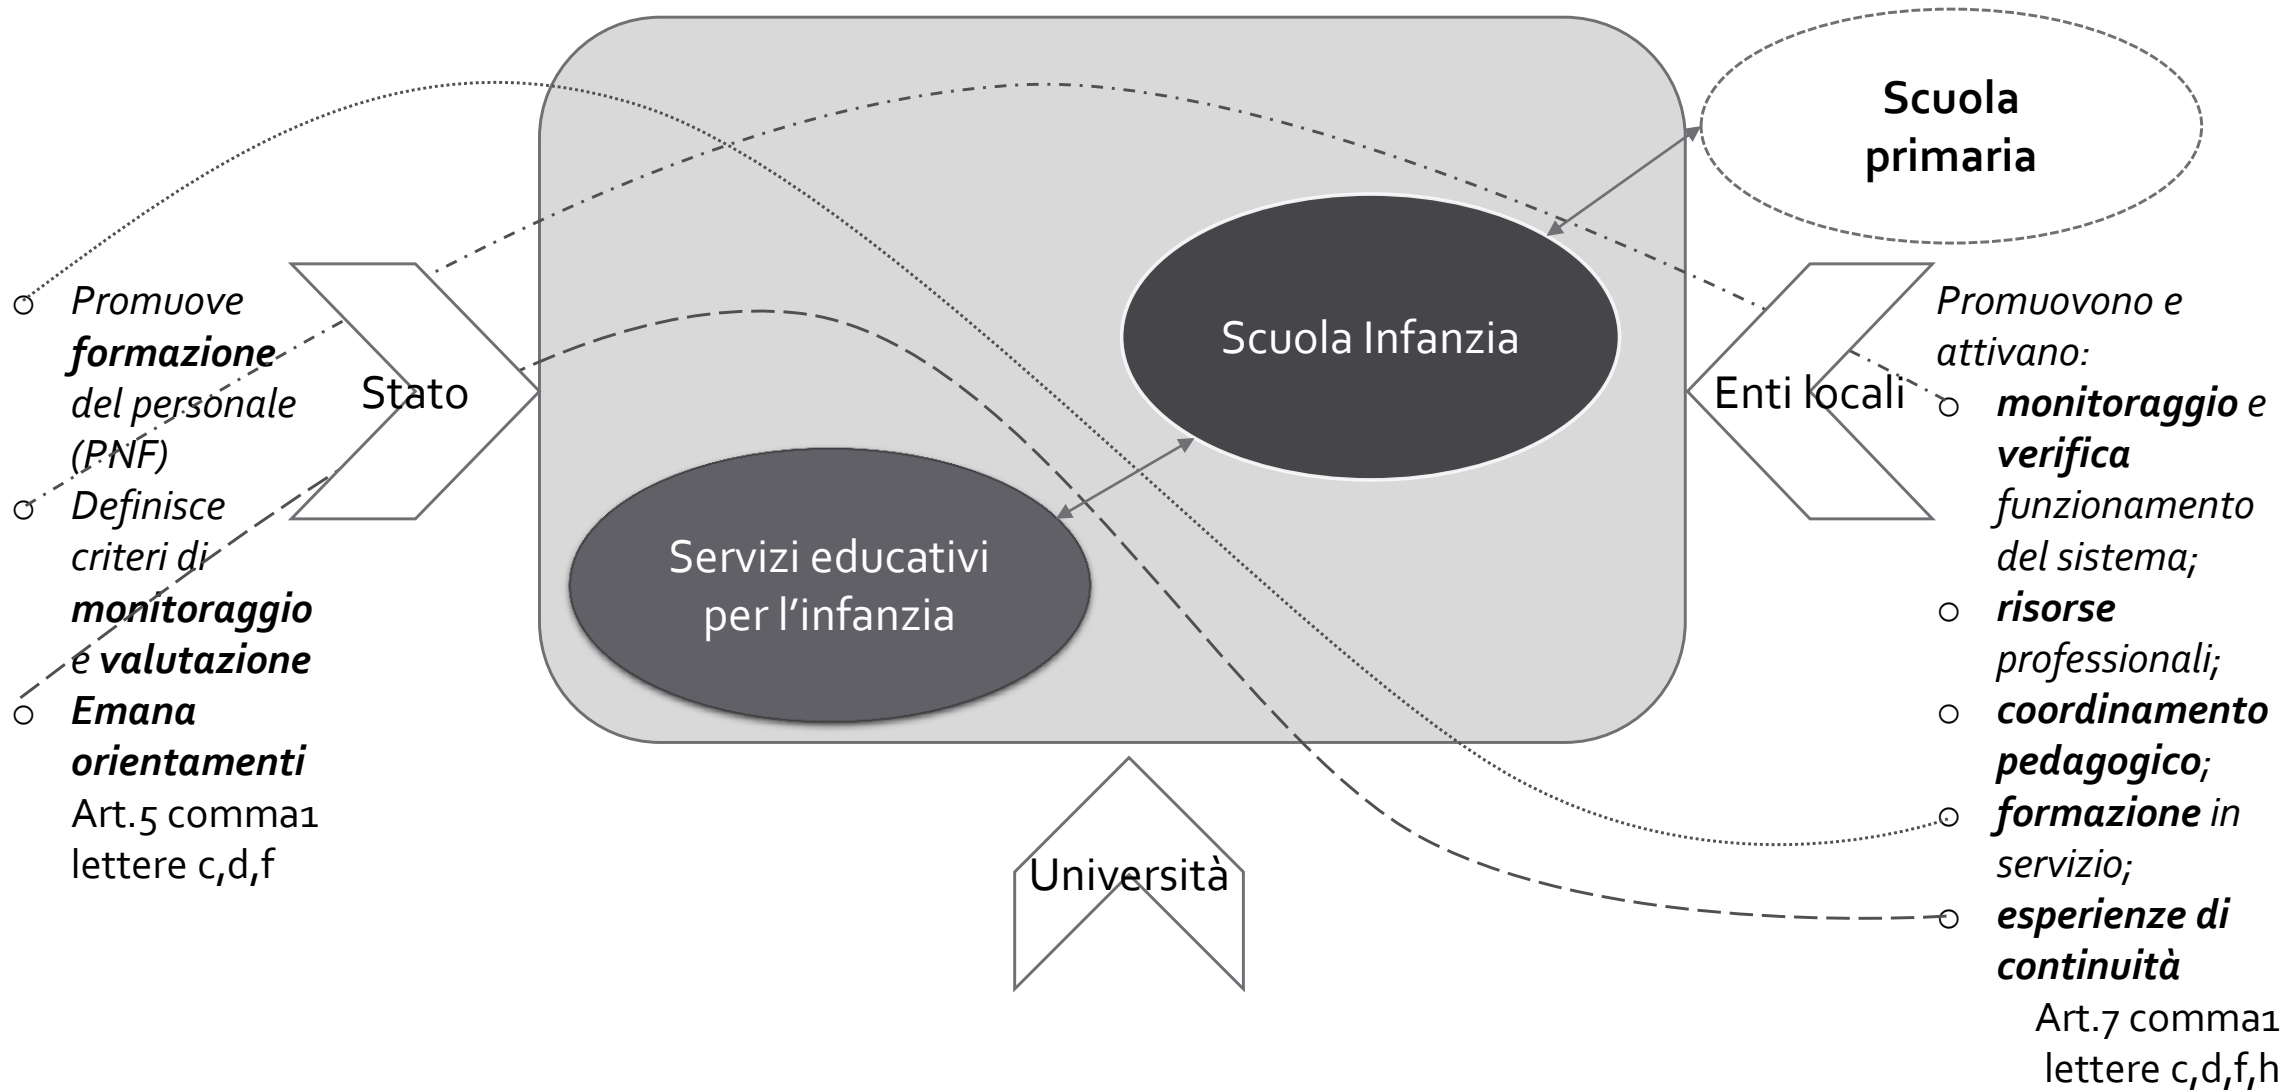 Scuola
primaria
Promuove
formazione
del personale
(PNF)
Definisce
criteri di
monitoraggio
e valutazione
Emana
orientamenti
Art.5 comma1
lettere c,d,f
Stato
Scuola Infanzia
Servizi educativi
per l’infanzia
Università
Enti locali
Promuovono e
attivano:
monitoraggio e
verifica
funzionamento
del sistema;
risorse
professionali;
coordinamento
pedagogico;
formazione in
servizio;
esperienze di
continuità
Art.7 comma1
lettere c,d,f,h